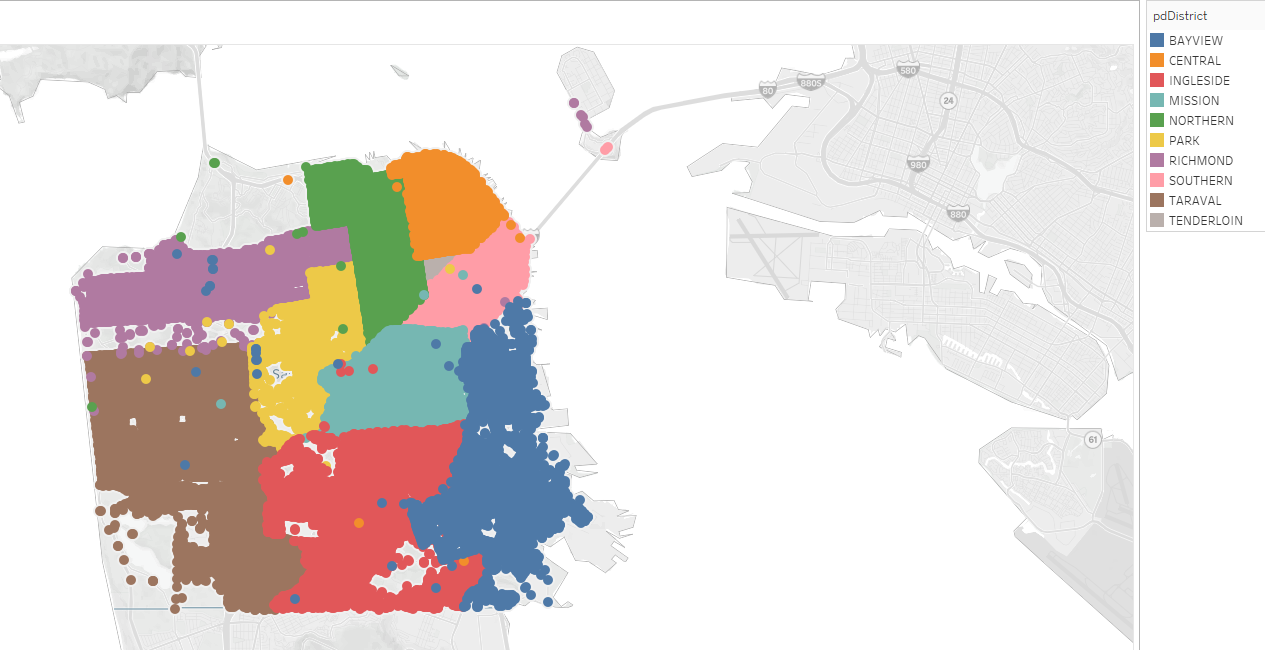 pdDistrict
BAYVIEW
CENTRAL
INGLESIDE
MISSION
NORTHERN
PARK
RICHMOND
SOUTHERN
TARAVAL
TENDERLOIN
80
880S
580
24
980
880
61